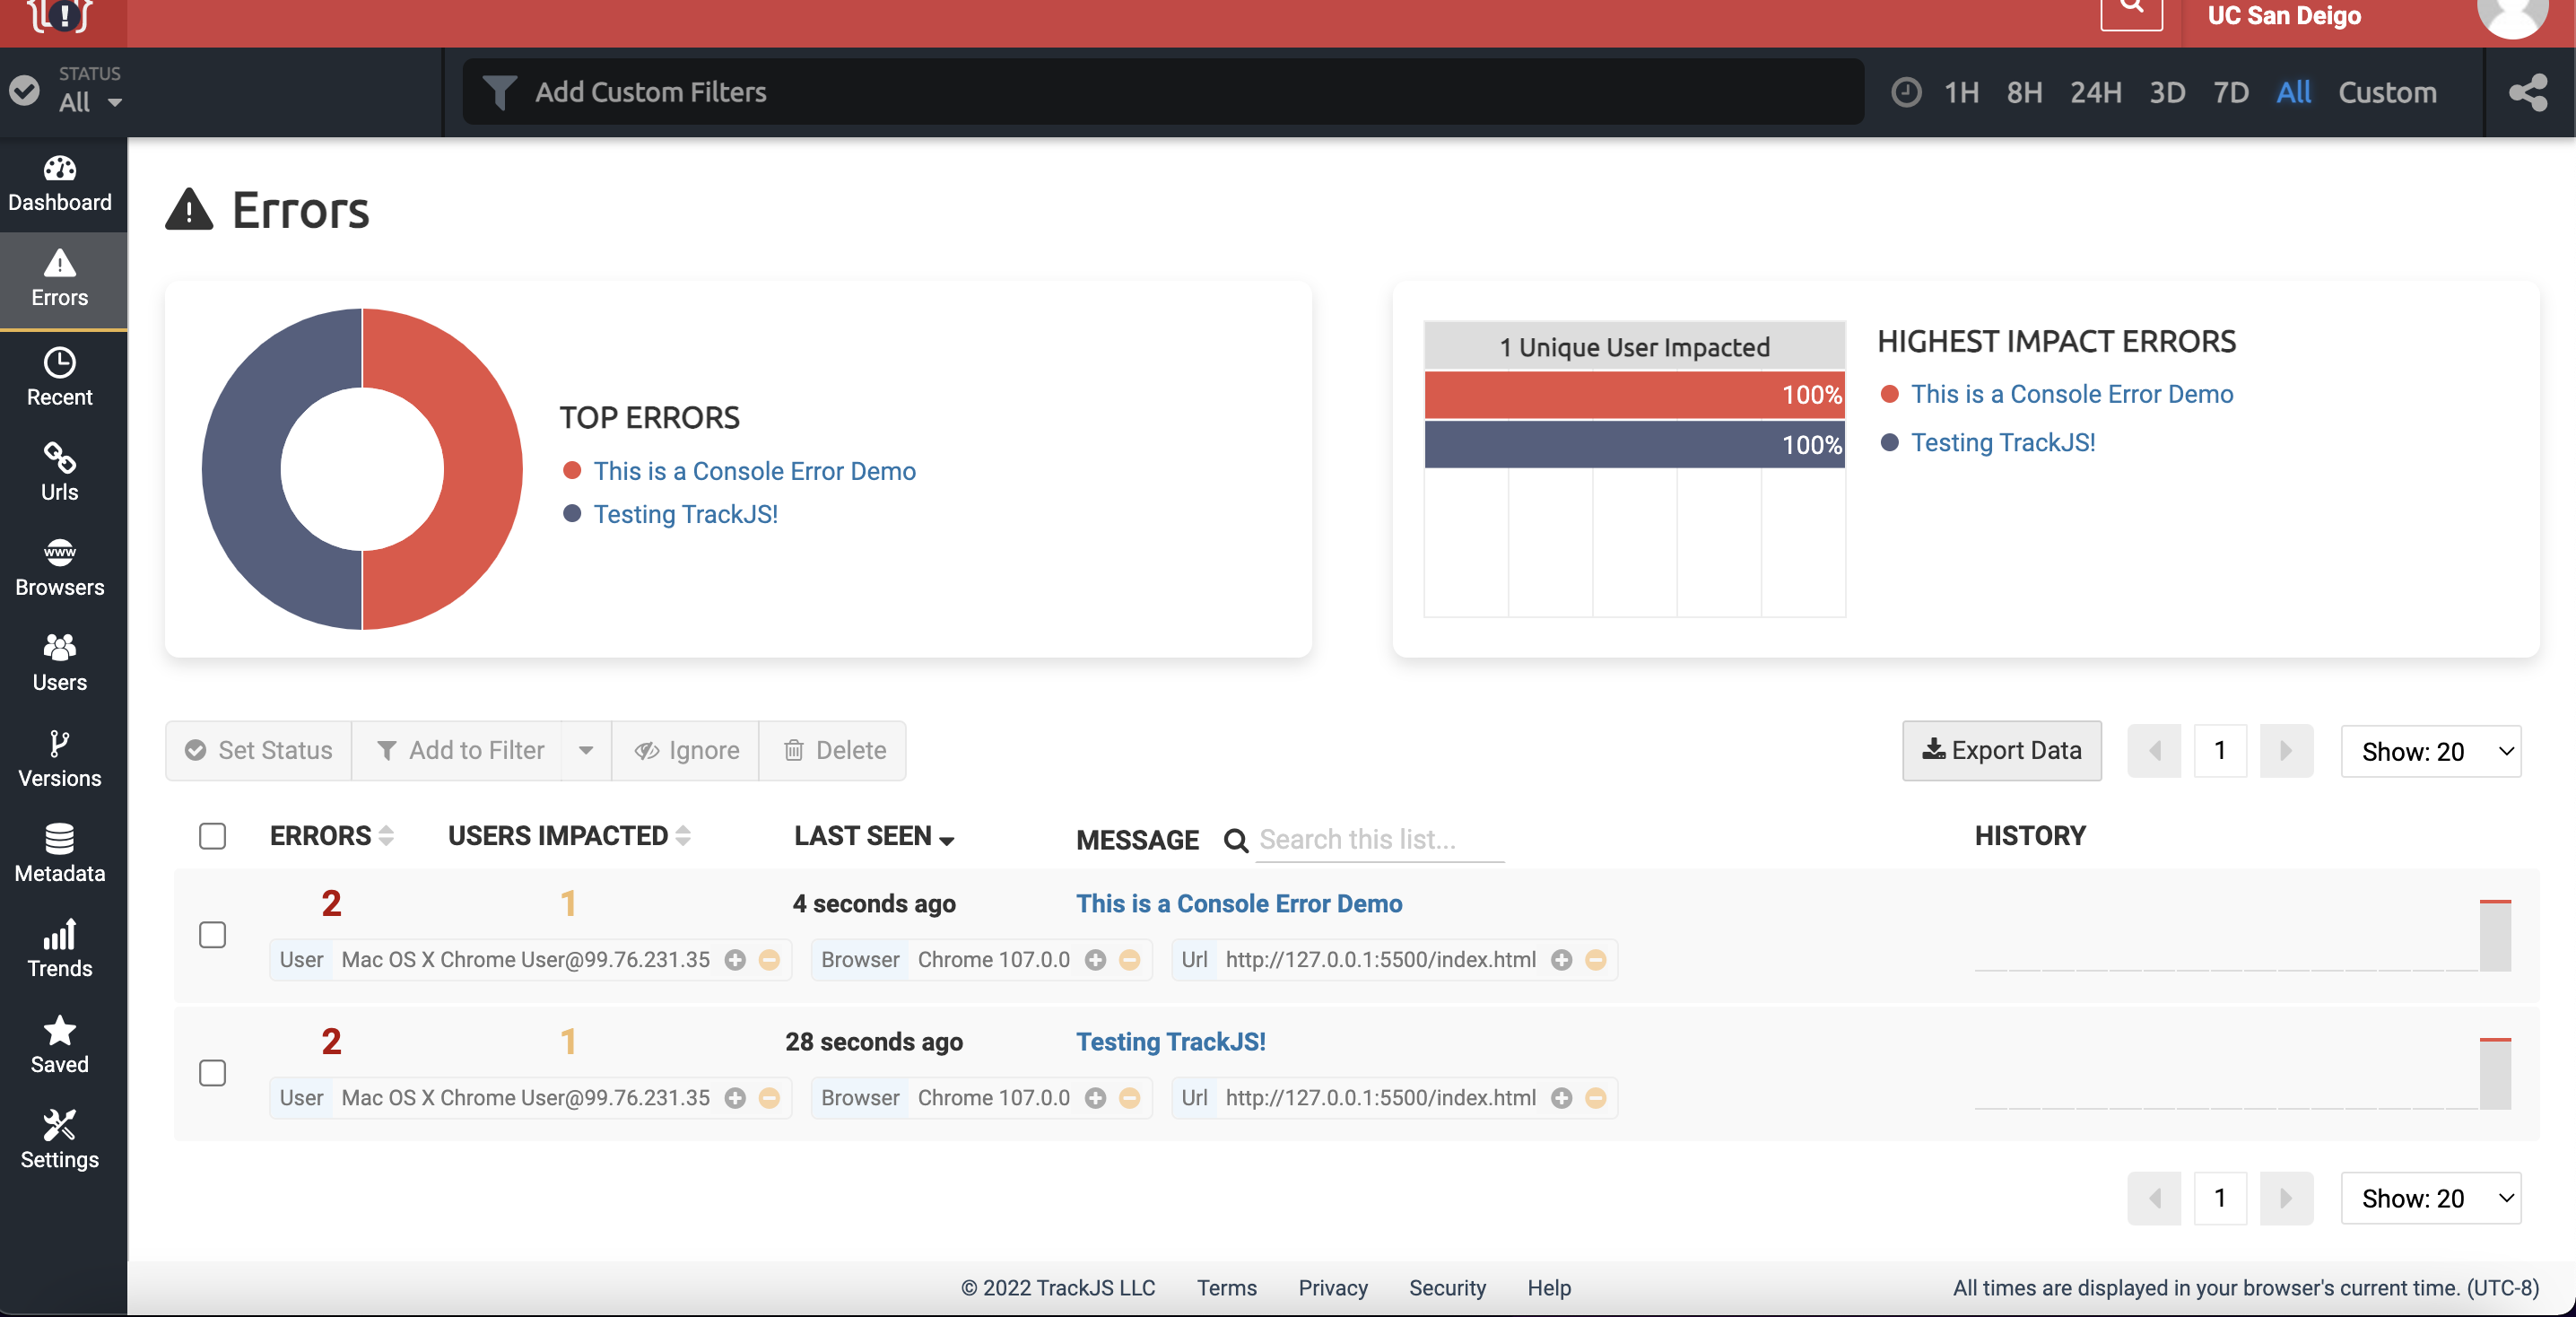 UC San Deigo
STATUS
All
Add Custom Filters
1H 8H 24H 3D 7D All Custom
Dashboard
Errors
Recent
Urls
www
Browsers
Users
Versions
Metadata
Trends
Saved
Settings
Errors
TOP ERRORS
This is a Console Error Demo
Testing TrackJS!
1 Unique User Impacted
100%
100%
HIGHEST IMPACT ERRORS
This is a Console Error Demo
Testing TrackJS!
Set Status Add to Filter Ignore Delete
Export Data 1 Show: 20
ERRORS USERS IMPACTED LAST SEEN MESSAGE Search this list... HISTORY
2 1 4 seconds ago This is a Console Error Demo
User Mac OS X Chrome User@99.76.231.35 Browser Chrome 107.0.0 Url http://127.0.0.1:5500/index.html
2 1 28 seconds ago Testing TrackJS!
User Mac OS X Chrome User@99.76.231.35 Browser Chrome 107.0.0 Url http://127.0.0.1:5500/index.html
1 Show: 20
© 2022 TrackJS LLC Terms Privacy Security Help All times are displayed in your browser's current time. (UTC-8)